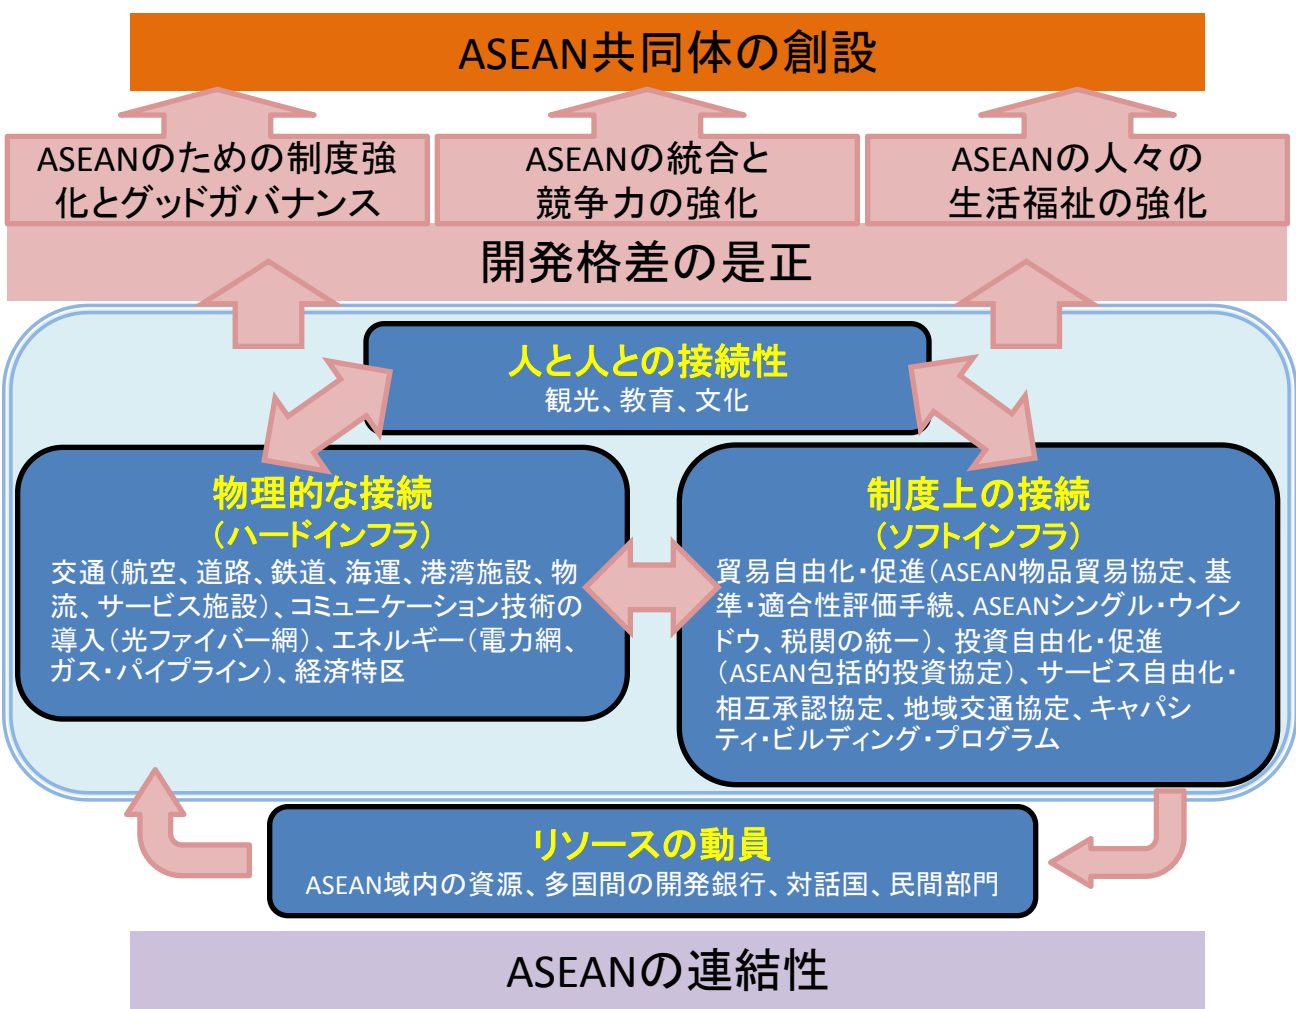 ASEAN共同体の創設
ASEANのための制度強
化とグッドガバナンス
ASEANの統合と
競争力の強化
ASEANの人々の
生活福祉の強化
開発格差の是正
人と人との接続性
観光、教育、文化
物理的な接続
（ハードインフラ）
交通（航空、道路、鉄道、海運、港湾施設、物
流、サービス施設）、コミュニケーション技術の
導入（光ファイバー網）、エネルギー（電力網、
ガス・パイプライン）、経済特区
制度上の接続
（ソフトインフラ）
貿易自由化・促進（ASEAN物品貿易協定、基
準・適合性評価手続、ASEANシングル・ウイン
ドウ、税関の統一）、投資自由化・促進
（ASEAN包括的投資協定）、サービス自由化・
相互承認協定、地域交通協定、キャパシ
ティ・ビルディング・プログラム
リソースの動員
ASEAN域内の資源、多国間の開発銀行、対話国、民間部門
ASEANの連結性